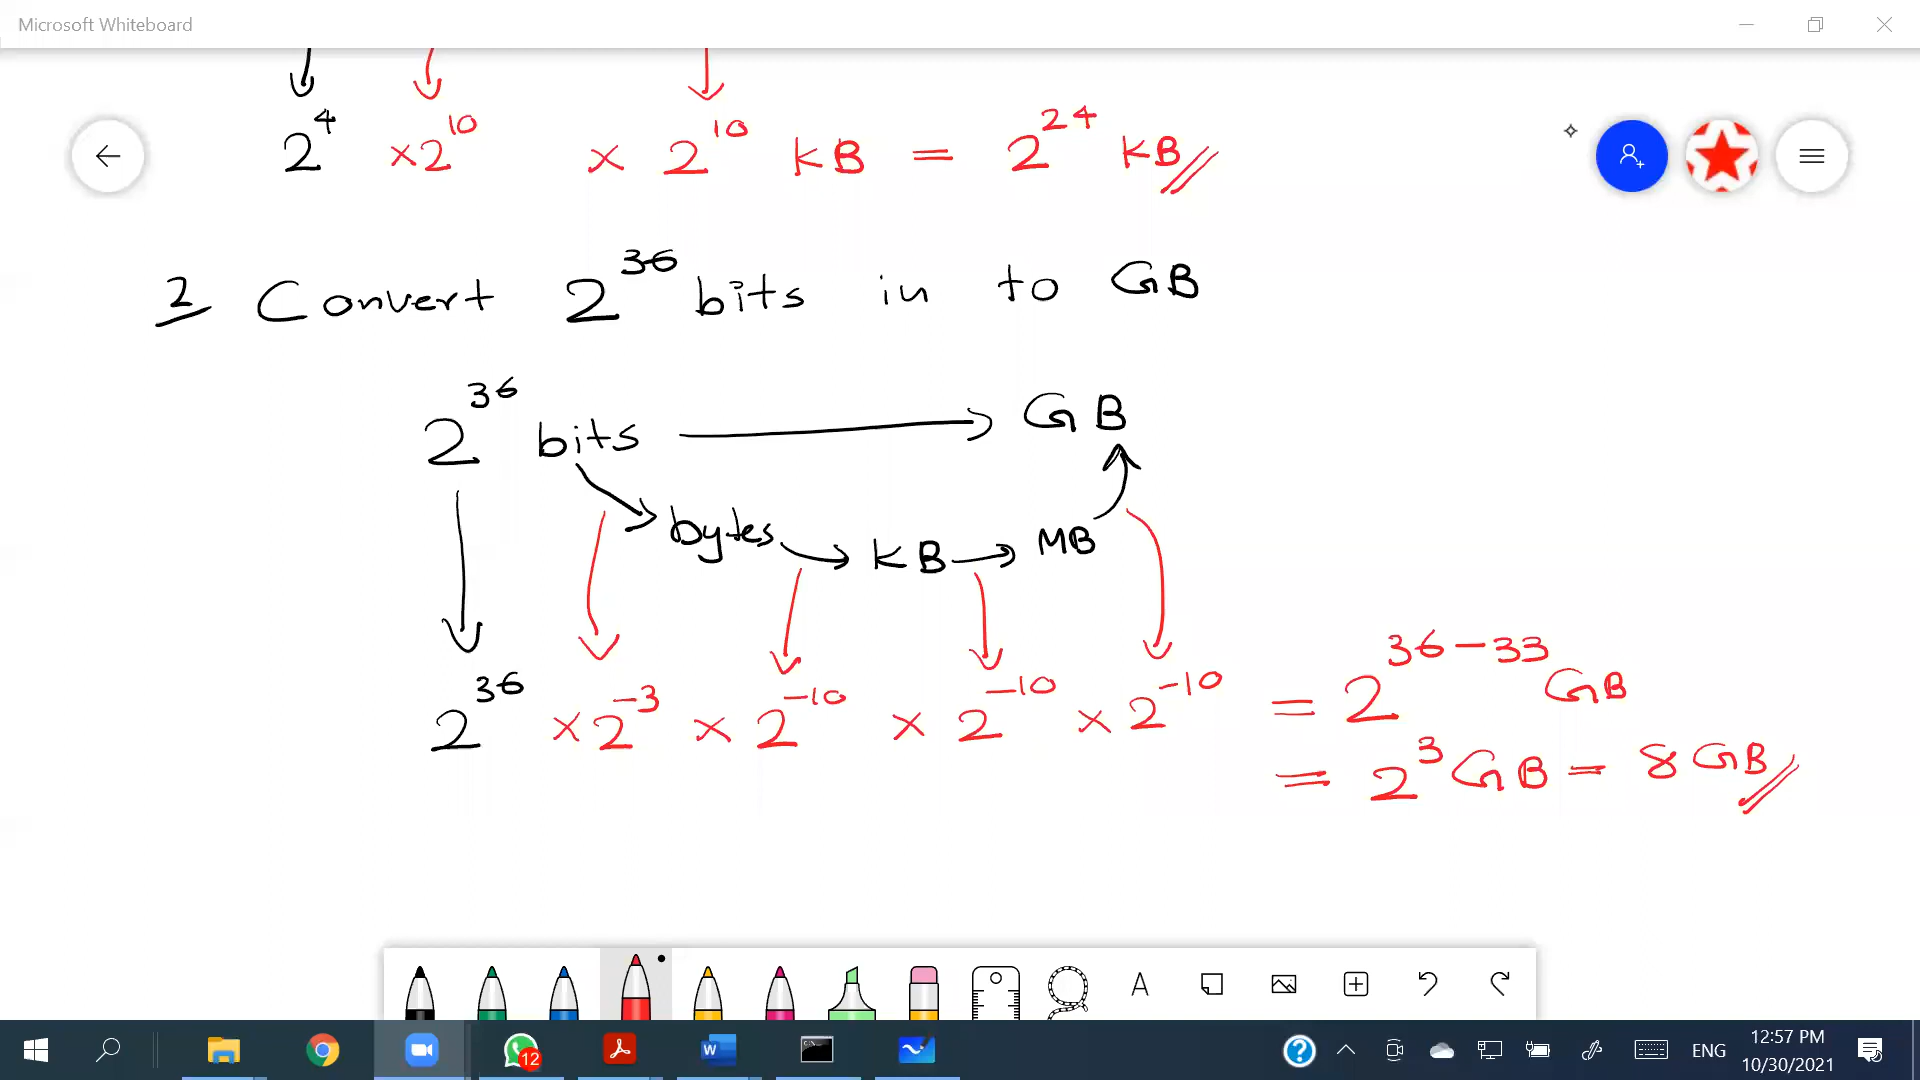 Microsoft Whiteboard
2^4 ×2^10 × 2^10 KB = 2^24 KB
2 Convert 2^36 bits in to GB
2^36 bits → GB
bytes → KB → MB
2^36 × 2^-3 × 2^-10 × 2^-10 × 2^-10 = 2^36-33 GB
= 2^3 GB = 8 GB
A
12
W
ENG
12:57 PM
10/30/2021